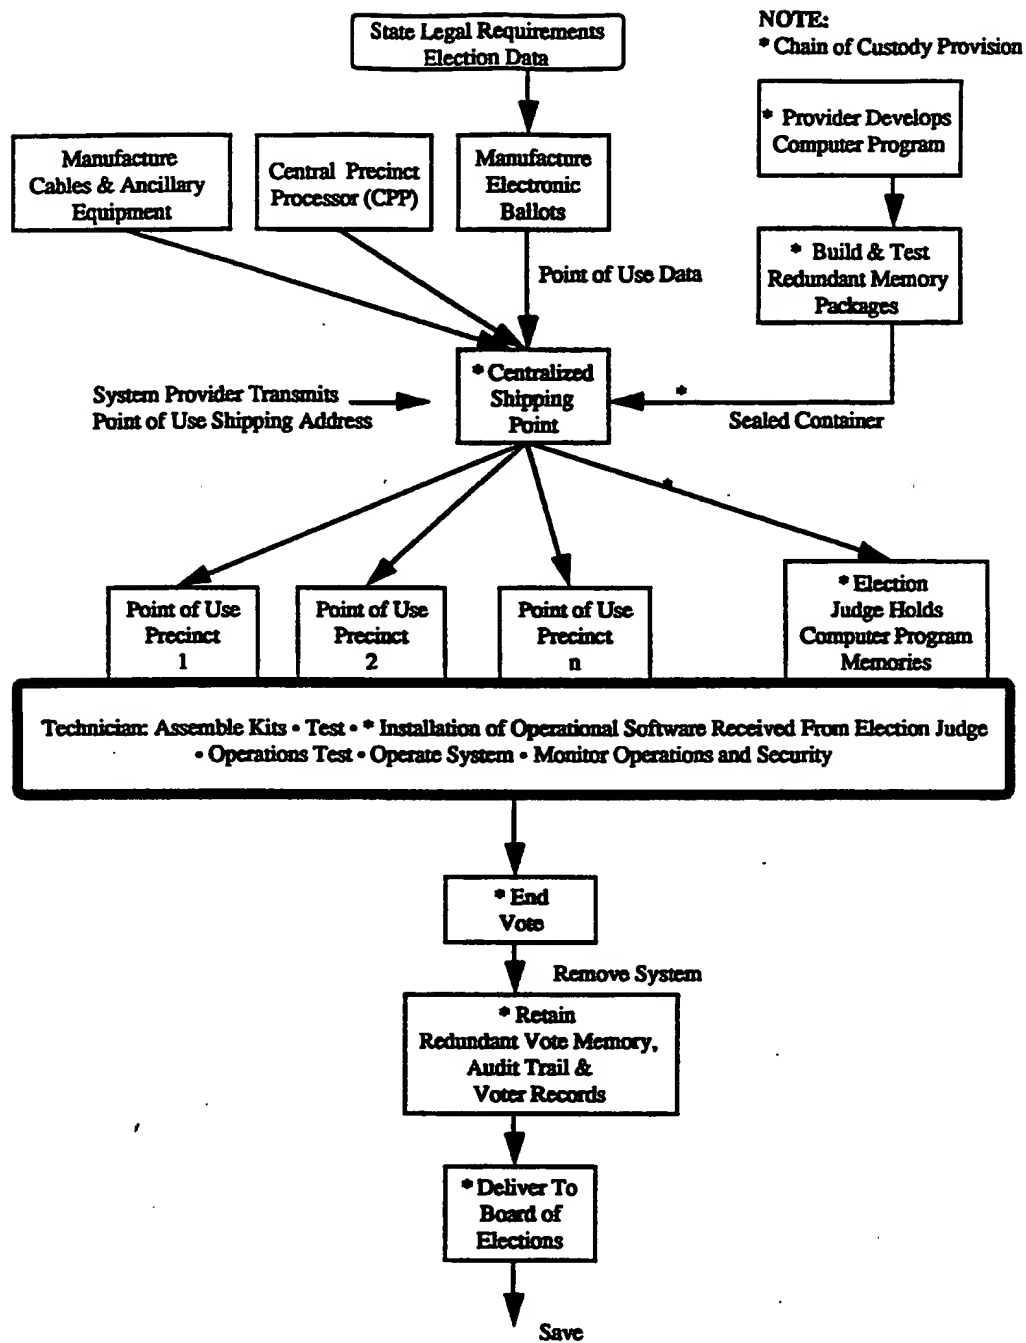 State Legal Requirements
Election Data
NOTE:
* Chain of Custody Provision
* Provider Develops
Computer Program
Manufacture
Cables & Ancillary
Equipment
Central Precinct
Processor (CPP)
Manufacture
Electronic
Ballots
* Build & Test
Redundant Memory
Packages
Point of Use Data
* Centralized
Shipping
Point
System Provider Transmits
Point of Use Shipping Address
*
Sealed Container
*
Point of Use
Precinct
1
Point of Use
Precinct
2
Point of Use
Precinct
n
* Election
Judge Holds
Computer Program
Memories
Technician: Assemble Kits • Test • * Installation of Operational Software Received From Election Judge
• Operations Test • Operate System • Monitor Operations and Security
* End
Vote
Remove System
* Retain
Redundant Vote Memory,
Audit Trail &
Voter Records
* Deliver To
Board of
Elections
Save